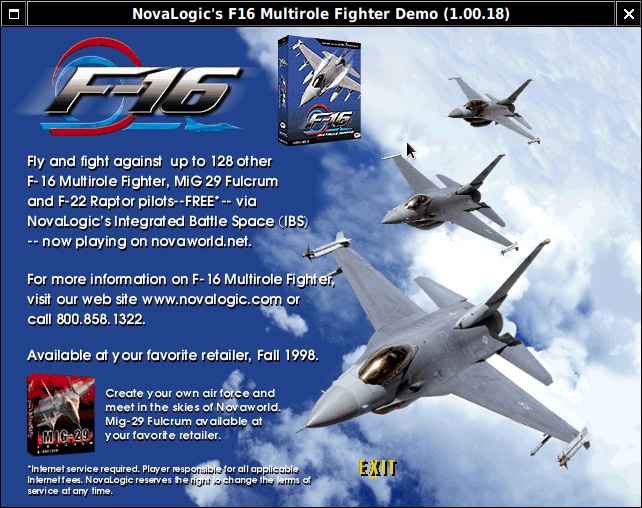 NovaLogic's F16 Multirole Fighter Demo (1.00.18)
F-16
F-16
Fly and fight against up to 128 other
F-16 Multirole Fighter, MiG 29 Fulcrum
and F-22 Raptor pilots--FREE*-- via
NovaLogic's Integrated Battle Space (IBS)
-- now playing on novaworld.net.
For more information on F-16 Multirole Fighter,
visit our web site www.novalogic.com or
call 800.858.1322.
Available at your favorite retailer, Fall 1998.
MiG-29
Create your own air force and
meet in the skies of Novaworld.
Mig-29 Fulcrum available at
your favorite retailer.
*Internet service required. Player responsible for all applicable
Internet fees. NovaLogic reserves the right to change the terms of
service at any time.
EXIT